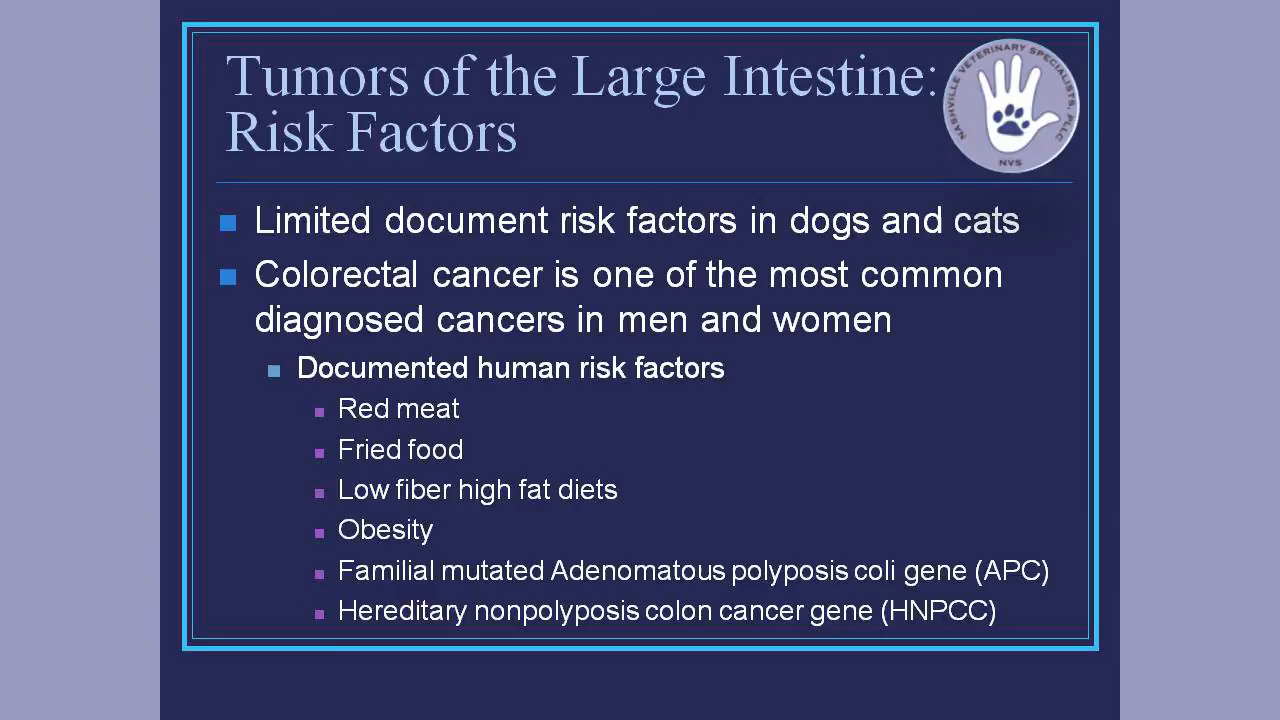 Tumors of the Large Intestine:
Risk Factors
NASHVILLE VETERINARY SPECIALISTS, PLLC
NVS
Limited document risk factors in dogs and cats
Colorectal cancer is one of the most common
diagnosed cancers in men and women
Documented human risk factors
Red meat
Fried food
Low fiber high fat diets
Obesity
Familial mutated Adenomatous polyposis coli gene (APC)
Hereditary nonpolyposis colon cancer gene (HNPCC)